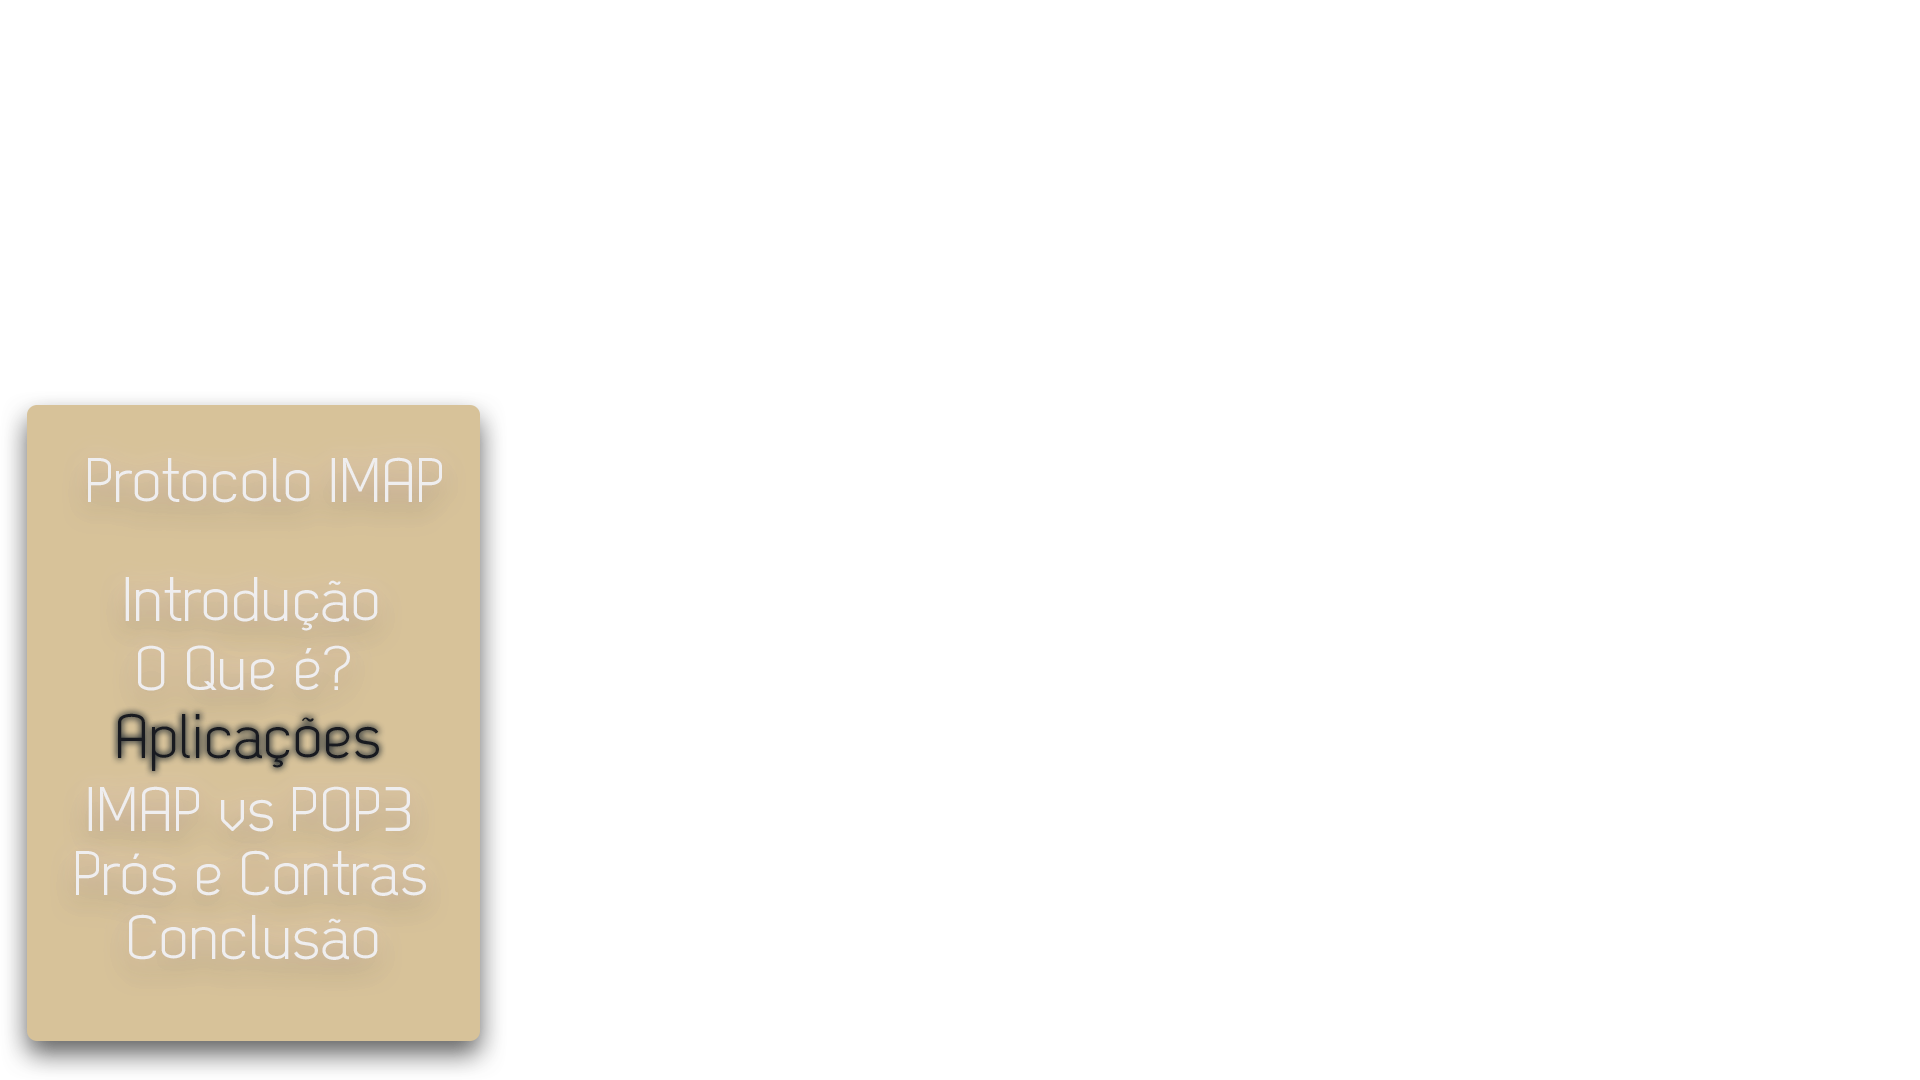 Protocolo IMAP
Introdução
O Que é?
Aplicações
IMAP vs POP3
Prós e Contras
Conclusão